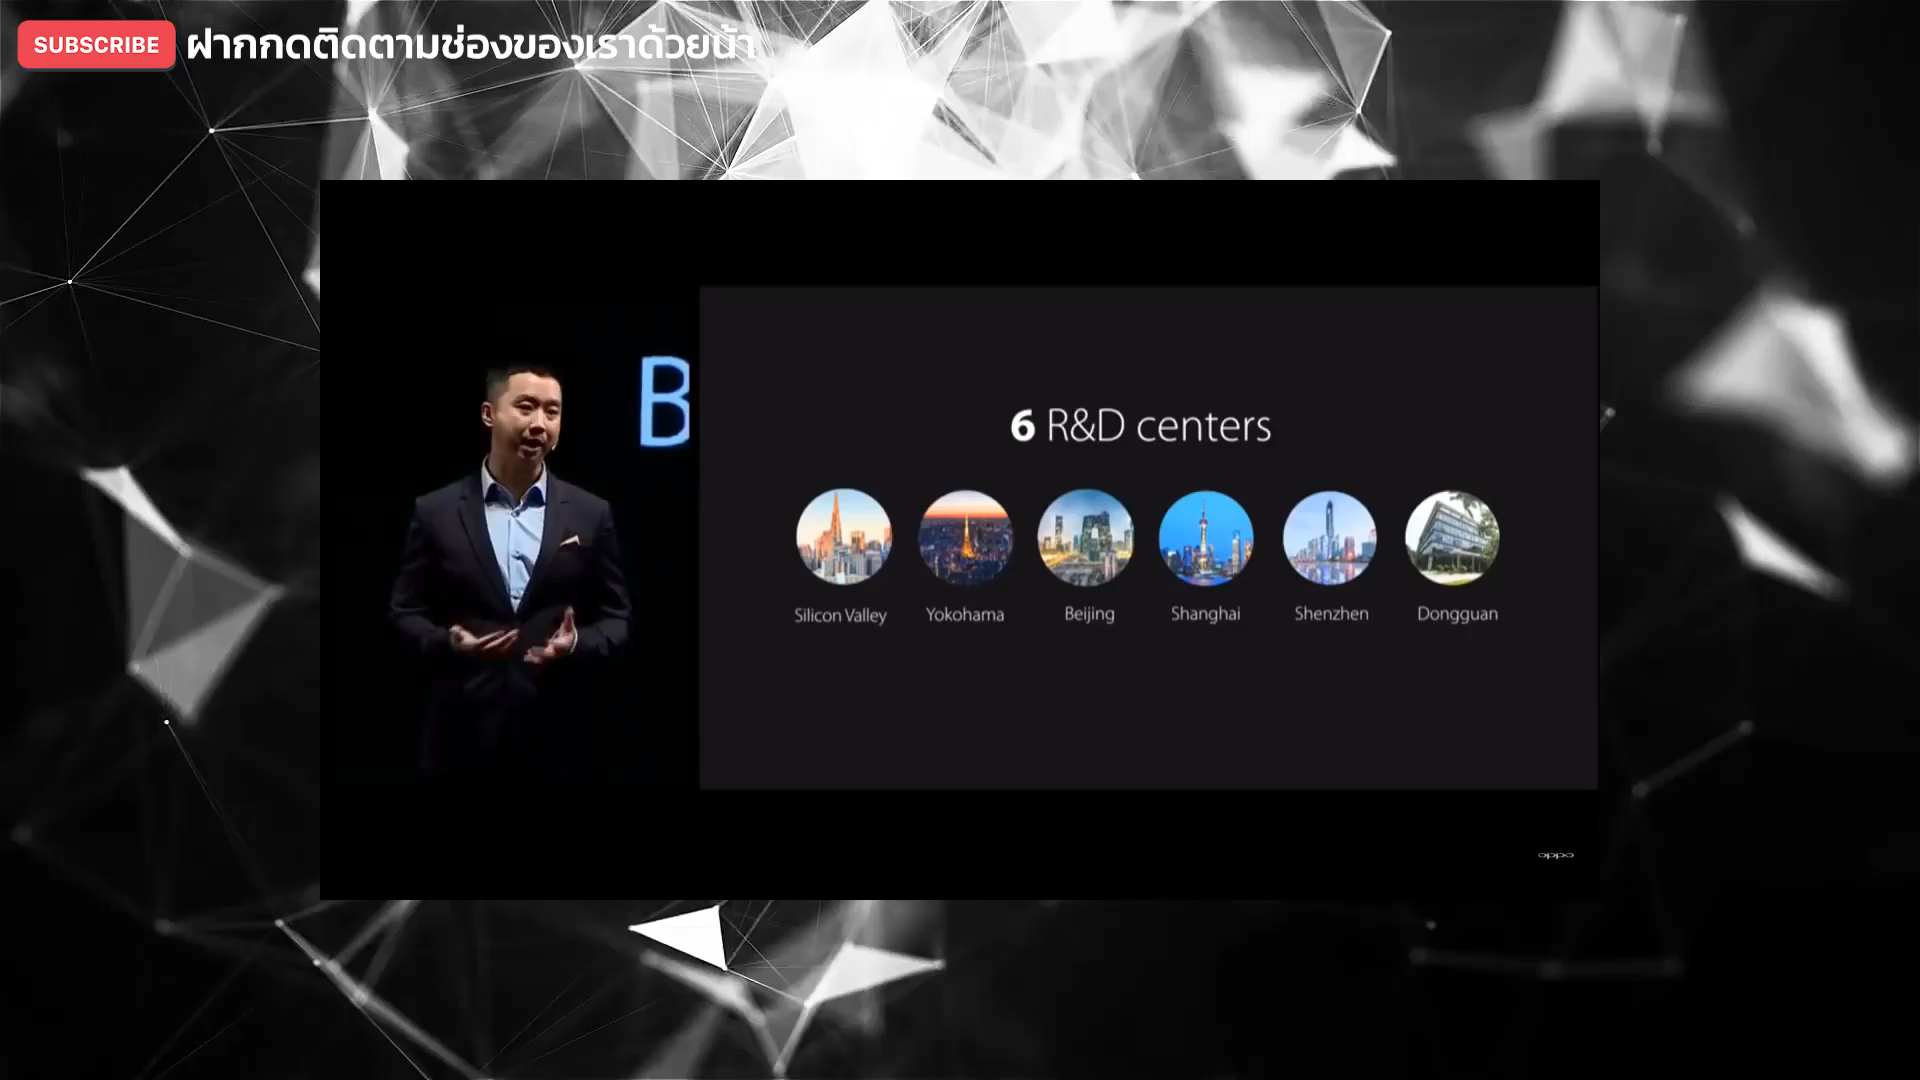 SUBSCRIBE ฝากกดติดตามช่องของเราด้วยน้า
B
6 R&D centers
Silicon Valley Yokohama Beijing Shanghai Shenzhen Dongguan
oppo